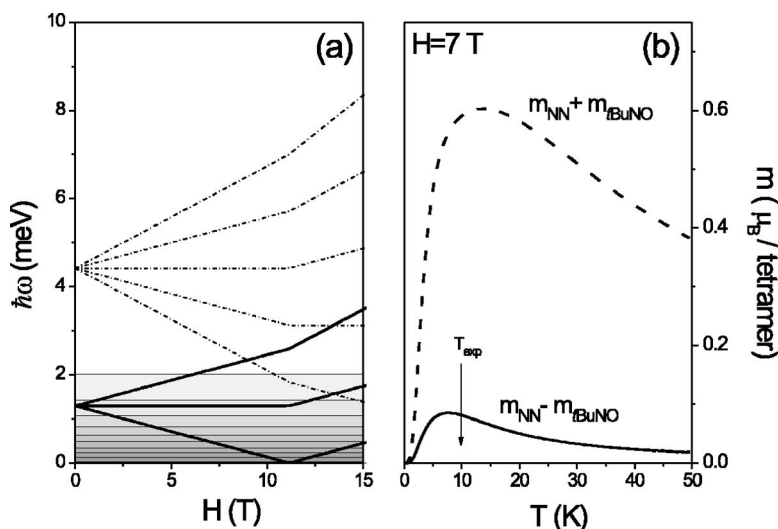 (a)
10
8
6
4
2
0
ħω (meV)
0 5 10 15
H (T)
H=7 T
(b)
m_NN + m_tBuNO
T_exp
m_NN - m_tBuNO
0.6
0.4
0.2
0.0
m ( μ_B / tetramer)
0 10 20 30 40 50
T (K)